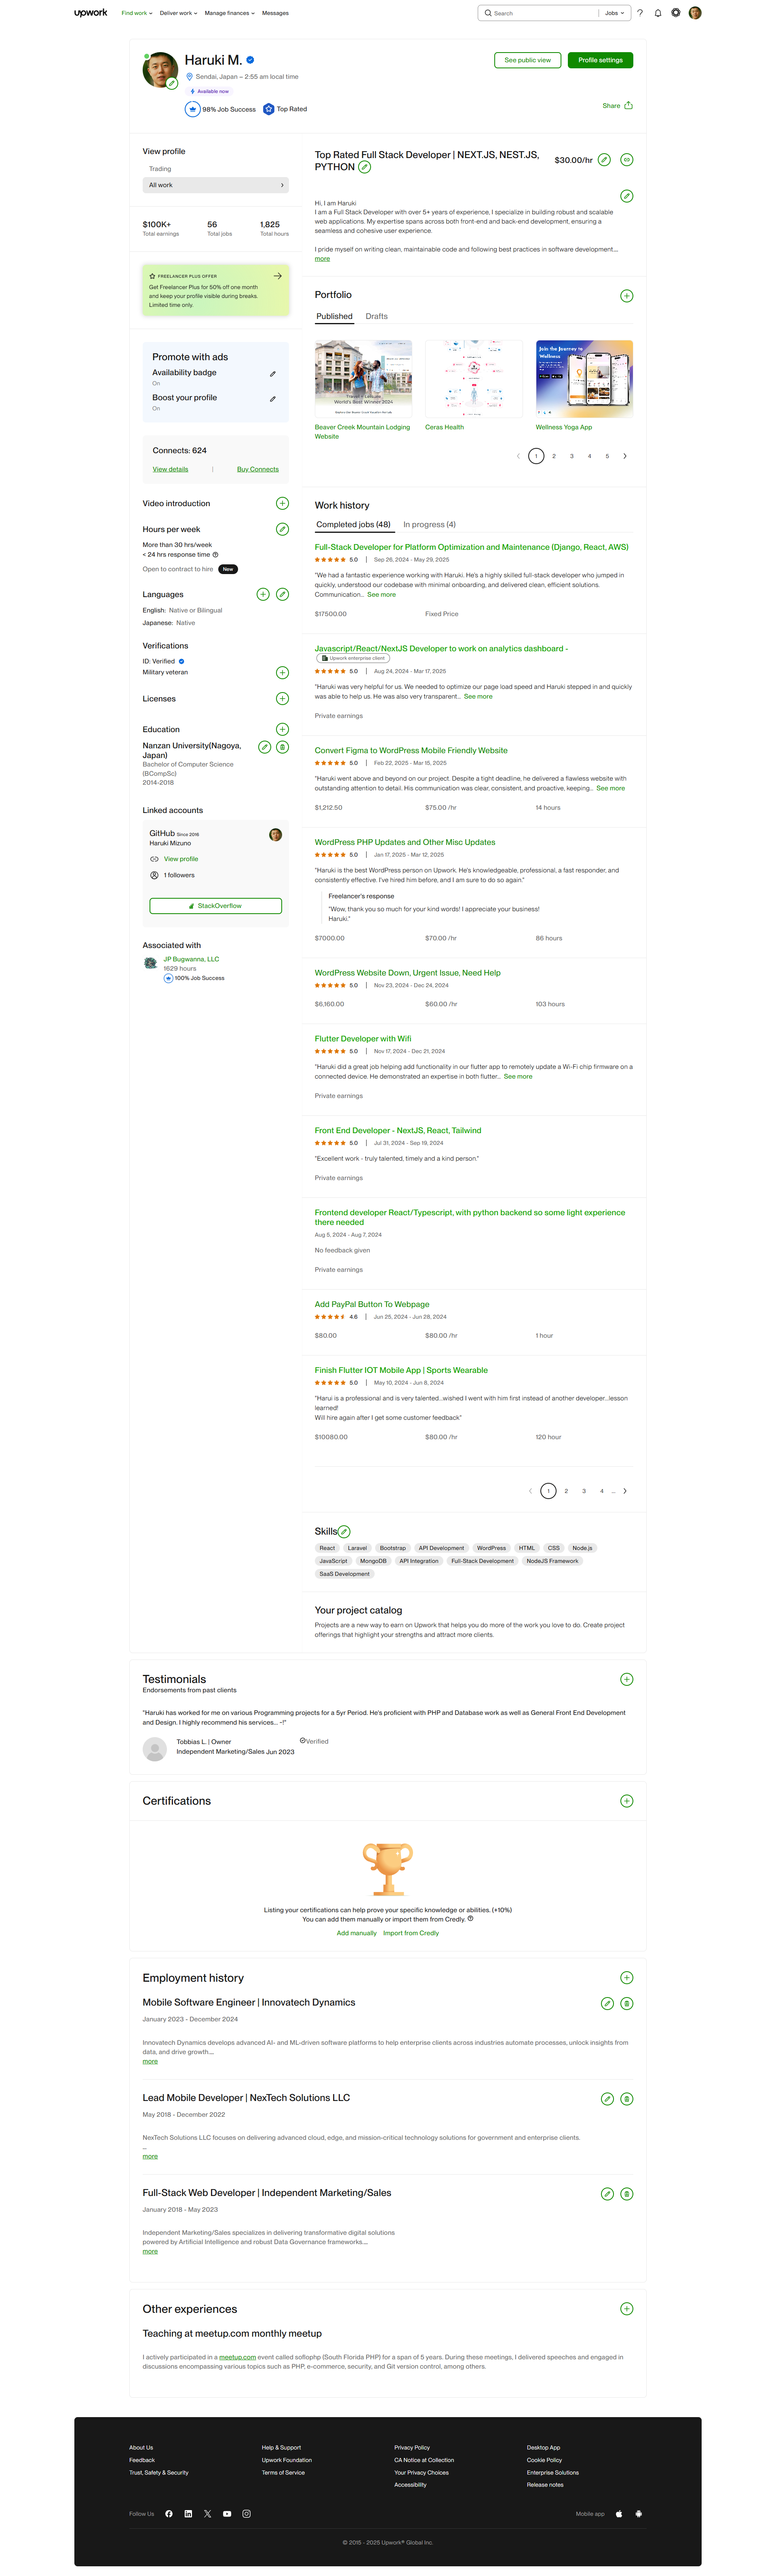 upwork
Find work
Deliver work
Manage finances
Messages
Search
Jobs
Haruki M.
Sendai, Japan – 2:55 am local time
Available now
98% Job Success
Top Rated
See public view
Profile settings
Share
View profile
Trading
All work
$100K+
56
1,825
Total earnings
Total jobs
Total hours
FREELANCER PLUS OFFER
Get Freelancer Plus for 50% off one month
and keep your profile visible during breaks.
Limited time only.
Promote with ads
Availability badge
On
Boost your profile
On
Connects: 624
View details
Buy Connects
Video introduction
Hours per week
More than 30 hrs/week
< 24 hrs response time
Open to contract to hire
New
Languages
English: Native or Bilingual
Japanese: Native
Verifications
ID: Verified
Military veteran
Licenses
Education
Nanzan University(Nagoya,
Japan)
Bachelor of Computer Science
(BCompSc)
2014-2018
Linked accounts
GitHub Since 2016
Haruki Mizuno
View profile
1 followers
StackOverflow
Associated with
JP Bugwanna, LLC
1629 hours
100% Job Success
Top Rated Full Stack Developer | NEXT.JS, NEST.JS,
PYTHON
$30.00/hr
Hi, I am Haruki
I am a Full Stack Developer with over 5+ years of experience, I specialize in building robust and scalable
web applications. My expertise spans across both front-end and back-end development, ensuring a
seamless and cohesive user experience.
I pride myself on writing clean, maintainable code and following best practices in software development....
more
Portfolio
Published
Drafts
Travel + Leisure
World's Best Winner 2024
Join the Journey to
Wellness
Beaver Creek Mountain Lodging
Website
Ceras Health
Wellness Yoga App
1 2 3 4 5
Work history
Completed jobs (48)
In progress (4)
Full-Stack Developer for Platform Optimization and Maintenance (Django, React, AWS)
5.0 | Sep 26, 2024 - May 29, 2025
"We had a fantastic experience working with Haruki. He's a highly skilled full-stack developer who jumped in
quickly, understood our codebase with minimal onboarding, and delivered clean, efficient solutions.
Communication... See more
$17500.00
Fixed Price
Javascript/React/NextJS Developer to work on analytics dashboard -
Upwork enterprise client
5.0 | Aug 24, 2024 - Mar 17, 2025
"Haruki was very helpful for us. We needed to optimize our page load speed and Haruki stepped in and quickly
was able to help us. He was also very transparent... See more
Private earnings
Convert Figma to WordPress Mobile Friendly Website
5.0 | Feb 22, 2025 - Mar 15, 2025
"Haruki went above and beyond on our project. Despite a tight deadline, he delivered a flawless website with
outstanding attention to detail. His communication was clear, consistent, and proactive, keeping... See more
$1,212.50
$75.00 /hr
14 hours
WordPress PHP Updates and Other Misc Updates
5.0 | Jan 17, 2025 - Mar 12, 2025
"Haruki is the best WordPress person on Upwork. He's knowledgeable, professional, a fast responder, and
consistently effective. I've hired him before, and I am sure to do so again."
Freelancer's response
"Wow, thank you so much for your kind words! I appreciate your business!
Haruki."
$7000.00
$70.00 /hr
86 hours
WordPress Website Down, Urgent Issue, Need Help
5.0 | Nov 23, 2024 - Dec 24, 2024
$6,160.00
$60.00 /hr
103 hours
Flutter Developer with Wifi
5.0 | Nov 17, 2024 - Dec 21, 2024
"Haruki did a great job helping add functionality in our flutter app to remotely update a Wi-Fi chip firmware on a
connected device. He demonstrated an expertise in both flutter... See more
Private earnings
Front End Developer - NextJS, React, Tailwind
5.0 | Jul 31, 2024 - Sep 19, 2024
"Excellent work - truly talented, timely and a kind person."
Private earnings
Frontend developer React/Typescript, with python backend so some light experience
there needed
Aug 5, 2024 - Aug 7, 2024
No feedback given
Private earnings
Add PayPal Button To Webpage
4.6 | Jun 25, 2024 - Jun 28, 2024
$80.00
$80.00 /hr
1 hour
Finish Flutter IOT Mobile App | Sports Wearable
5.0 | May 10, 2024 - Jun 8, 2024
"Harui is a professional and is very talented...wished I went with him first instead of another developer...lesson
learned!
Will hire again after I get some customer feedback"
$10080.00
$80.00 /hr
120 hour
1 2 3 4 ...
Skills
React Laravel Bootstrap API Development WordPress HTML CSS Node.js
JavaScript MongoDB API Integration Full-Stack Development NodeJS Framework
SaaS Development
Your project catalog
Projects are a new way to earn on Upwork that helps you do more of the work you love to do. Create project
offerings that highlight your strengths and attract more clients.
Testimonials
Endorsements from past clients
"Haruki has worked for me on various Programming projects for a 5yr Period. He's proficient with PHP and Database work as well as General Front End Development
and Design. I highly recommend his services... -!"
Tobbias L. | Owner
Verified
Independent Marketing/Sales Jun 2023
Certifications
Listing your certifications can help prove your specific knowledge or abilities. (+10%)
You can add them manually or import them from Credly.
Add manually
Import from Credly
Employment history
Mobile Software Engineer | Innovatech Dynamics
January 2023 - December 2024
Innovatech Dynamics develops advanced AI- and ML-driven software platforms to help enterprise clients across industries automate processes, unlock insights from
data, and drive growth....
more
Lead Mobile Developer | NexTech Solutions LLC
May 2018 - December 2022
NexTech Solutions LLC focuses on delivering advanced cloud, edge, and mission-critical technology solutions for government and enterprise clients.
...
more
Full-Stack Web Developer | Independent Marketing/Sales
January 2018 - May 2023
Independent Marketing/Sales specializes in delivering transformative digital solutions
powered by Artificial Intelligence and robust Data Governance frameworks....
more
Other experiences
Teaching at meetup.com monthly meetup
I actively participated in a meetup.com event called soflophp (South Florida PHP) for a span of 5 years. During these meetings, I delivered speeches and engaged in
discussions encompassing various topics such as PHP, e-commerce, security, and Git version control, among others.
About Us
Help & Support
Privacy Policy
Desktop App
Feedback
Upwork Foundation
CA Notice at Collection
Cookie Policy
Trust, Safety & Security
Terms of Service
Your Privacy Choices
Enterprise Solutions
Accessibility
Release notes
Follow Us
Mobile app
© 2015 - 2025 Upwork® Global Inc.